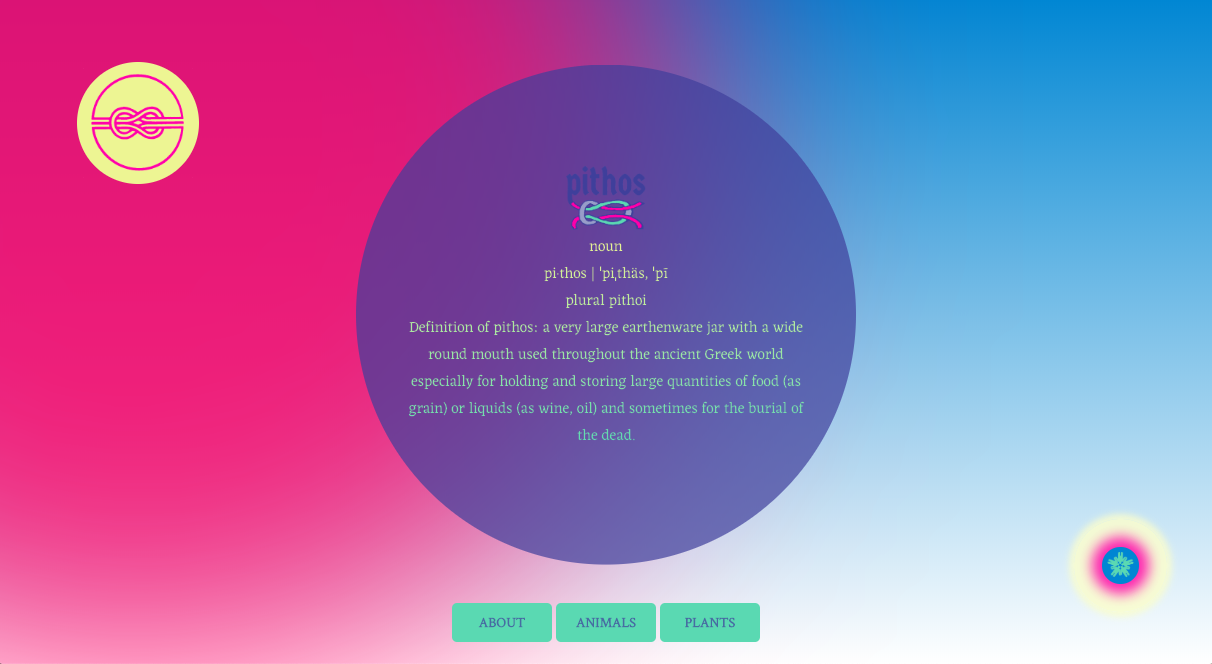 pithos
noun
pi·thos | ˈpiˌthäs, ˈpī
plural pithoi
Definition of pithos: a very large earthenware jar with a wide
round mouth used throughout the ancient Greek world
especially for holding and storing large quantities of food (as
grain) or liquids (as wine, oil) and sometimes for the burial of
the dead.
ABOUT ANIMALS PLANTS